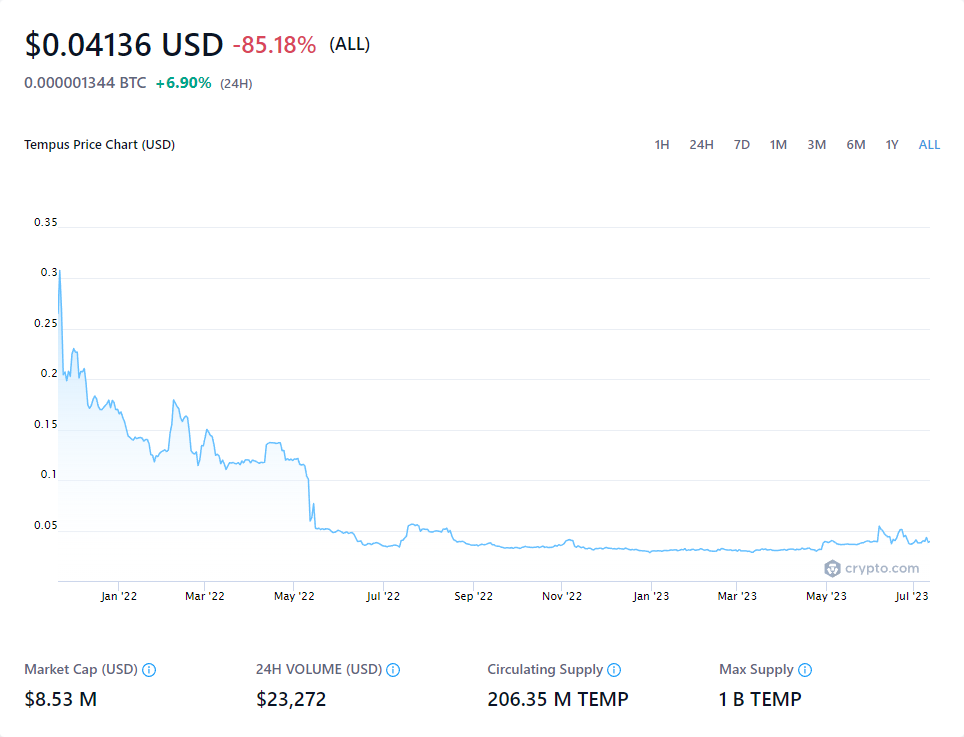 $0.04136 USD -85.18% (ALL)
0.000001344 BTC +6.90% (24H)
Tempus Price Chart (USD) 1H 24H 7D 1M 3M 6M 1Y ALL
0.35
0.3
0.25
0.2
0.15
0.1
0.05
crypto.com
Jan '22 Mar '22 May '22 Jul '22 Sep '22 Nov '22 Jan '23 Mar '23 May '23 Jul '23
Market Cap (USD) 24H VOLUME (USD) Circulating Supply Max Supply
$8.53 M $23,272 206.35 M TEMP 1 B TEMP